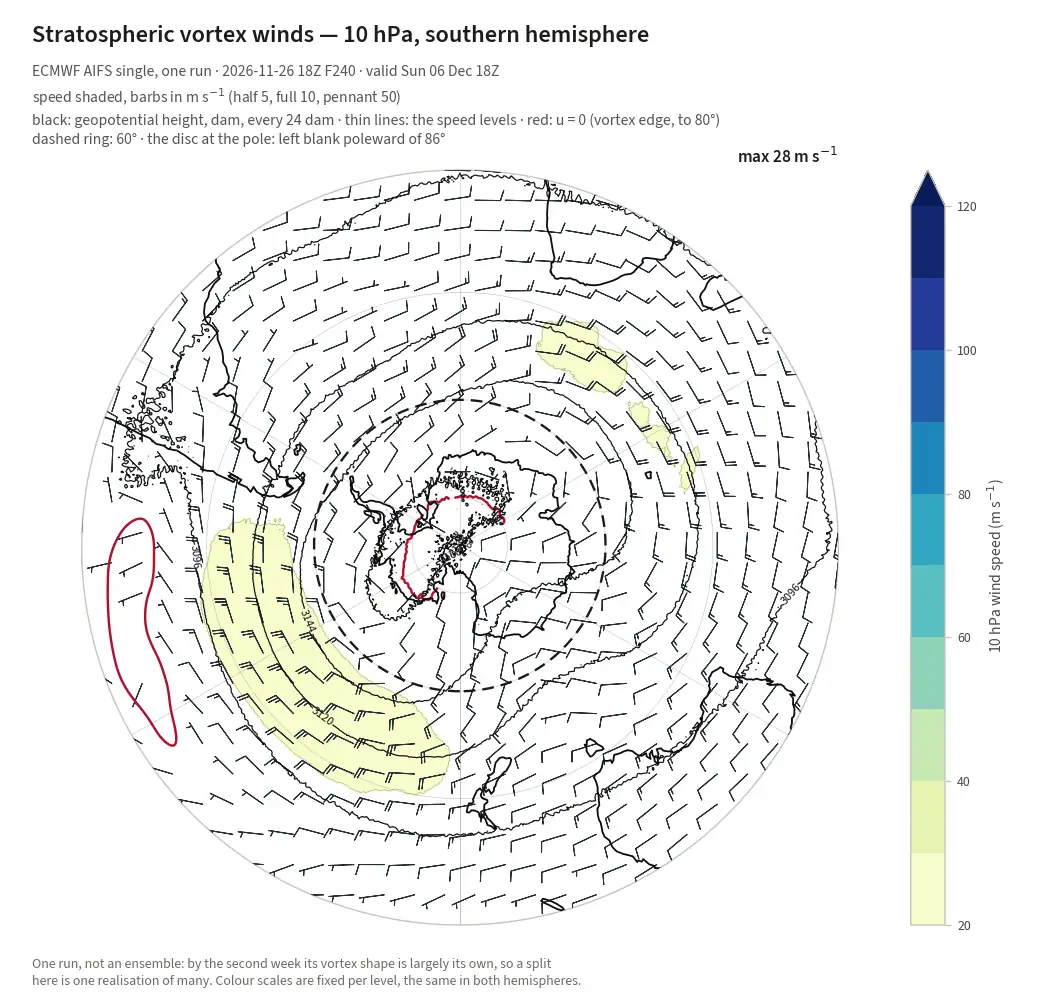 Stratospheric vortex winds — 10 hPa, southern hemisphere
ECMWF AIFS single, one run · 2026-11-26 18Z F240 · valid Sun 06 Dec 18Z
speed shaded, barbs in m s⁻¹ (half 5, full 10, pennant 50)
black: geopotential height, dam, every 24 dam · thin lines: the speed levels · red: u = 0 (vortex edge, to 80°)
dashed ring: 60° · the disc at the pole: left blank poleward of 86°
max 28 m s⁻¹
120
100
80
60
40
20
10 hPa wind speed (m s⁻¹)
3096
3144
3120
3096
One run, not an ensemble: by the second week its vortex shape is largely its own, so a split
here is one realisation of many. Colour scales are fixed per level, the same in both hemispheres.